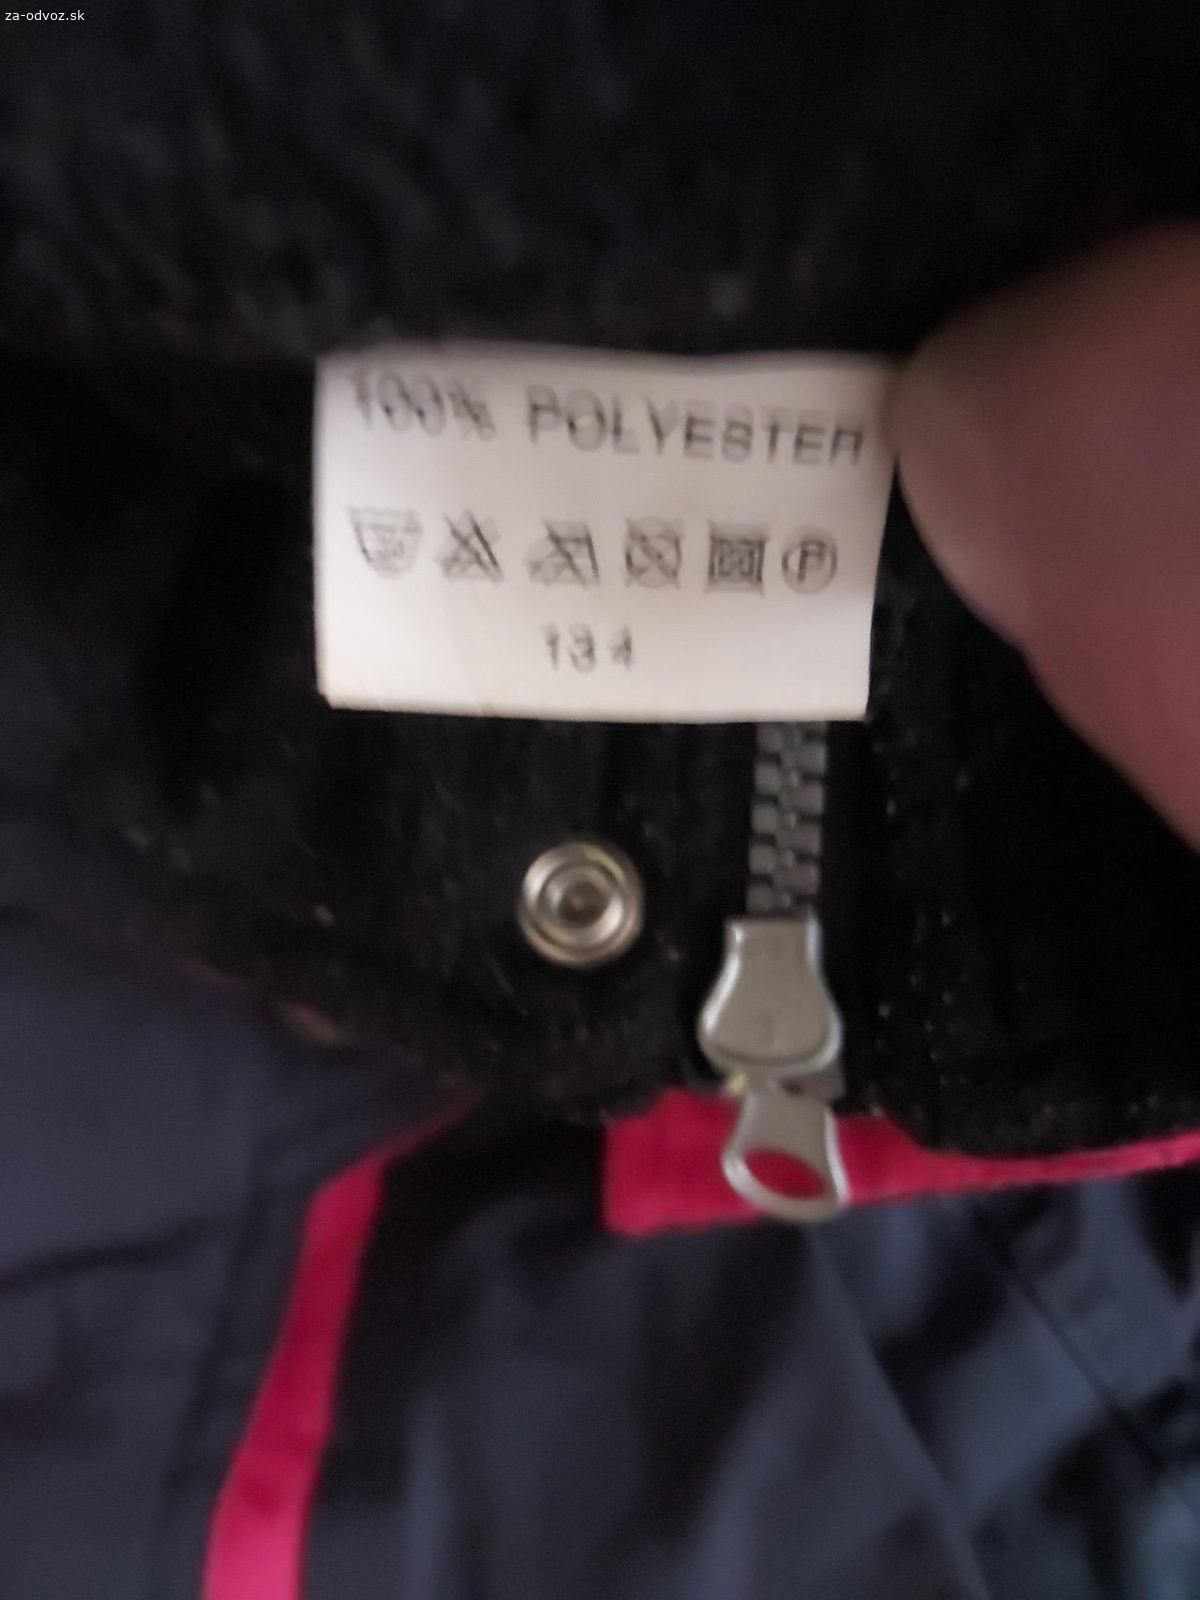 za-odvoz.sk
100% POLYESTER
P
134